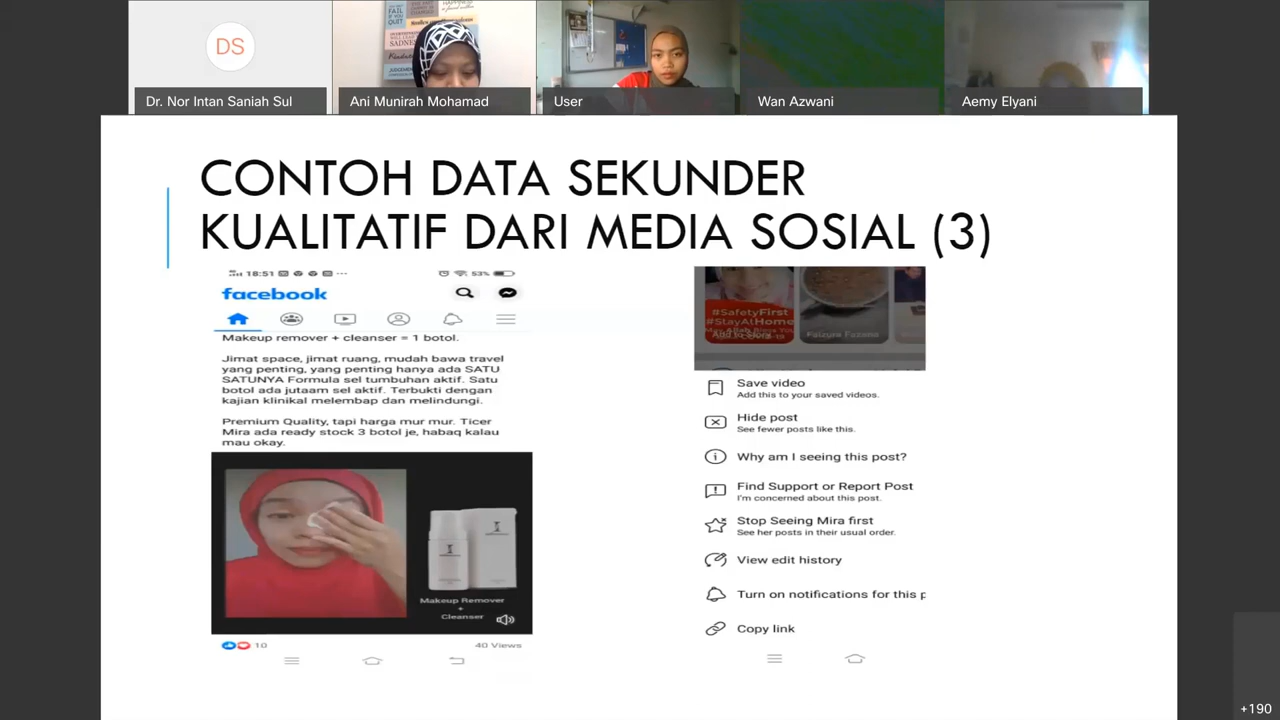 DS
Dr. Nor Intan Saniah Sul
Ani Munirah Mohamad
User
Wan Azwani
Aemy Elyani
CONTOH DATA SEKUNDER
KUALITATIF DARI MEDIA SOSIAL (3)
18:51
53%
facebook
Makeup remover + cleanser = 1 botol.
Jimat space, jimat ruang, mudah bawa travel
yang penting, yang penting hanya ada SATU
SATUNYA Formula sel tumbuhan aktif. Satu
botol ada jutaam sel aktif. Terbukti dengan
kajian klinikal melembap dan melindungi.
Premium Quality, tapi harga mur mur. Ticer
Mira ada ready stock 3 botol je, habaq kalau
mau okay.
Makeup Remover
+
Cleanser
10
40 Views
#SafetyFirst
#StayAtHome
Add to Story
Faizura Fuzana
Save video
Add this to your saved videos.
Hide post
See fewer posts like this.
Why am I seeing this post?
Find Support or Report Post
I'm concerned about this post.
Stop Seeing Mira first
See her posts in their usual order.
View edit history
Turn on notifications for this p
Copy link
+190